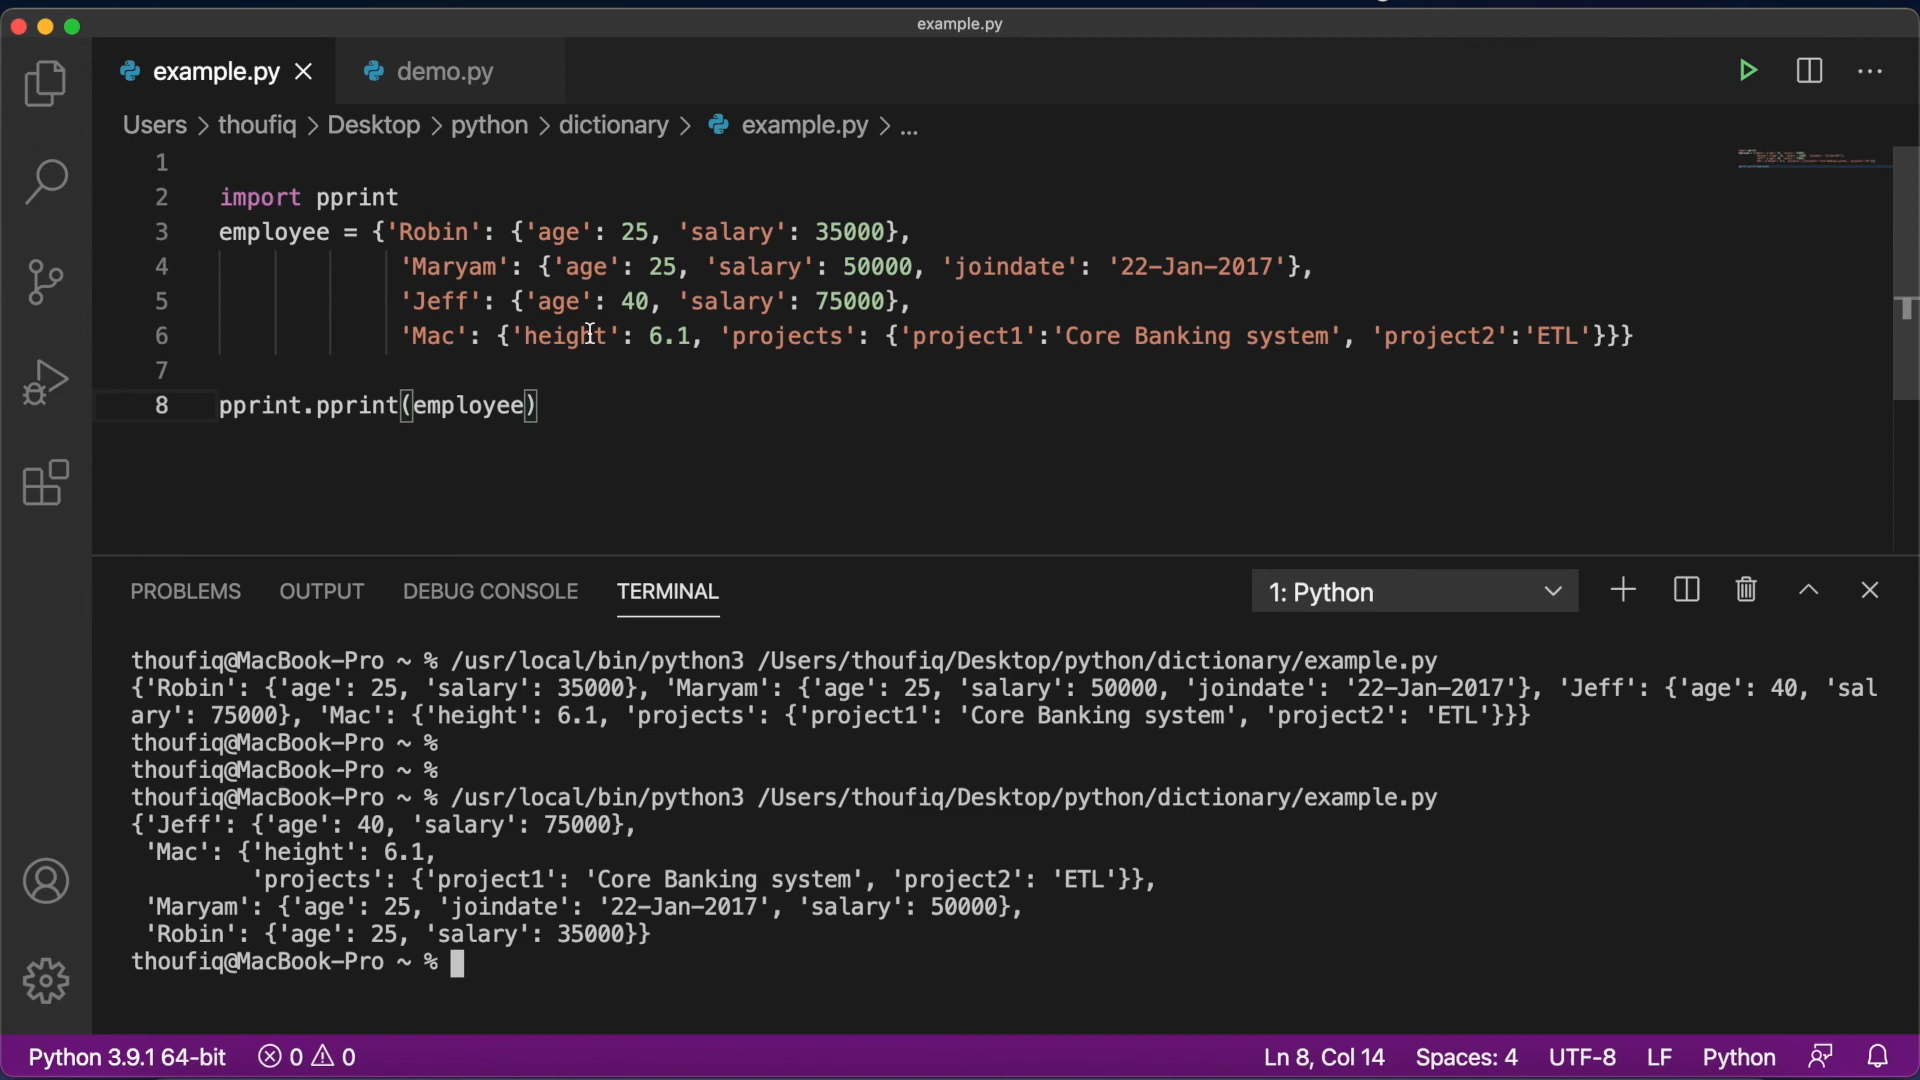 example.py
example.py demo.py
Users > thoufiq > Desktop > python > dictionary > example.py > ...
1
2 import pprint
3 employee = {'Robin': {'age': 25, 'salary': 35000},
4 'Maryam': {'age': 25, 'salary': 50000, 'joindate': '22-Jan-2017'},
5 'Jeff': {'age': 40, 'salary': 75000},
6 'Mac': {'height': 6.1, 'projects': {'project1':'Core Banking system', 'project2':'ETL'}}}
7
8 pprint.pprint(employee)
PROBLEMS OUTPUT DEBUG CONSOLE TERMINAL 1: Python
thoufiq@MacBook-Pro ~ % /usr/local/bin/python3 /Users/thoufiq/Desktop/python/dictionary/example.py
{'Robin': {'age': 25, 'salary': 35000}, 'Maryam': {'age': 25, 'salary': 50000, 'joindate': '22-Jan-2017'}, 'Jeff': {'age': 40, 'sal
ary': 75000}, 'Mac': {'height': 6.1, 'projects': {'project1': 'Core Banking system', 'project2': 'ETL'}}}
thoufiq@MacBook-Pro ~ %
thoufiq@MacBook-Pro ~ %
thoufiq@MacBook-Pro ~ % /usr/local/bin/python3 /Users/thoufiq/Desktop/python/dictionary/example.py
{'Jeff': {'age': 40, 'salary': 75000},
'Mac': {'height': 6.1,
'projects': {'project1': 'Core Banking system', 'project2': 'ETL'}},
'Maryam': {'age': 25, 'joindate': '22-Jan-2017', 'salary': 50000},
'Robin': {'age': 25, 'salary': 35000}}
thoufiq@MacBook-Pro ~ %
Python 3.9.1 64-bit 0 0 Ln 8, Col 14 Spaces: 4 UTF-8 LF Python